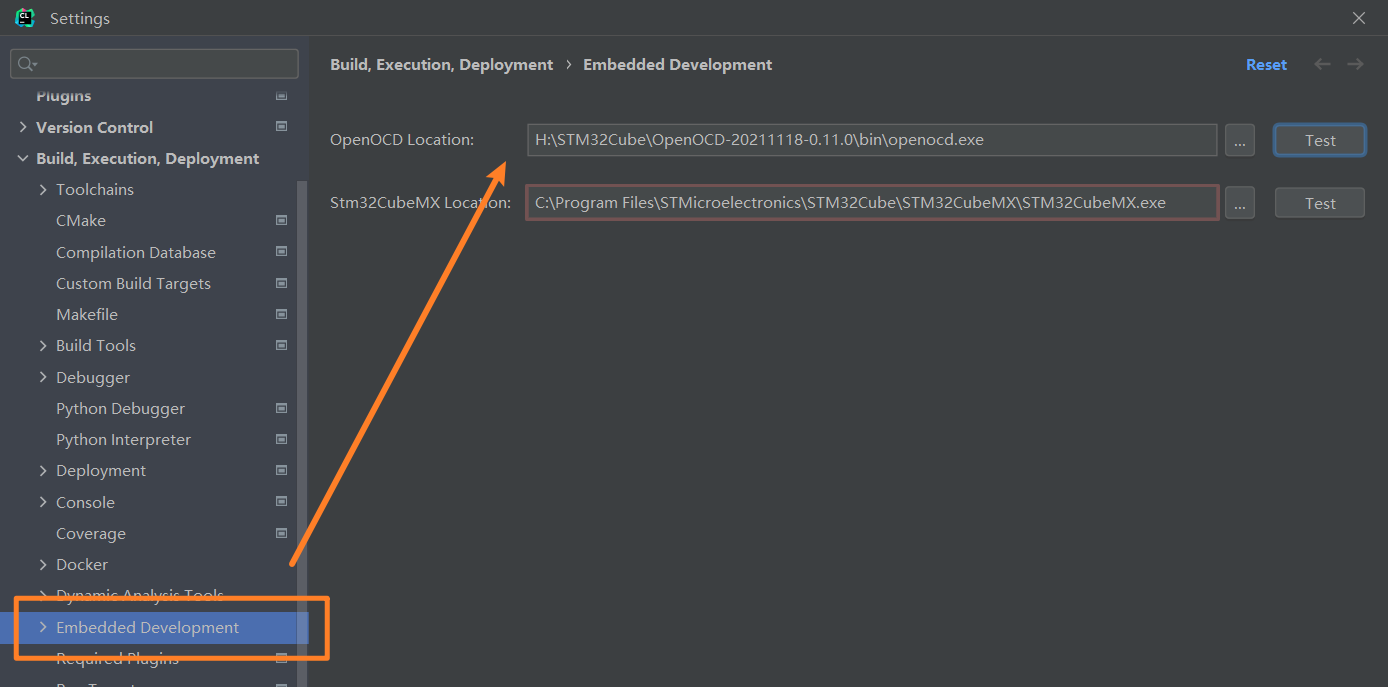 CL
Settings
Plugins
Version Control
Build, Execution, Deployment
Toolchains
CMake
Compilation Database
Custom Build Targets
Makefile
Build Tools
Debugger
Python Debugger
Python Interpreter
Deployment
Console
Coverage
Docker
Dynamic Analysis Tools
Embedded Development
Required Plugins
Run Targets
Build, Execution, Deployment › Embedded Development
Reset
OpenOCD Location: H:\STM32Cube\OpenOCD-20211118-0.11.0\bin\openocd.exe ... Test
Stm32CubeMX Location: C:\Program Files\STMicroelectronics\STM32Cube\STM32CubeMX\STM32CubeMX.exe ... Test